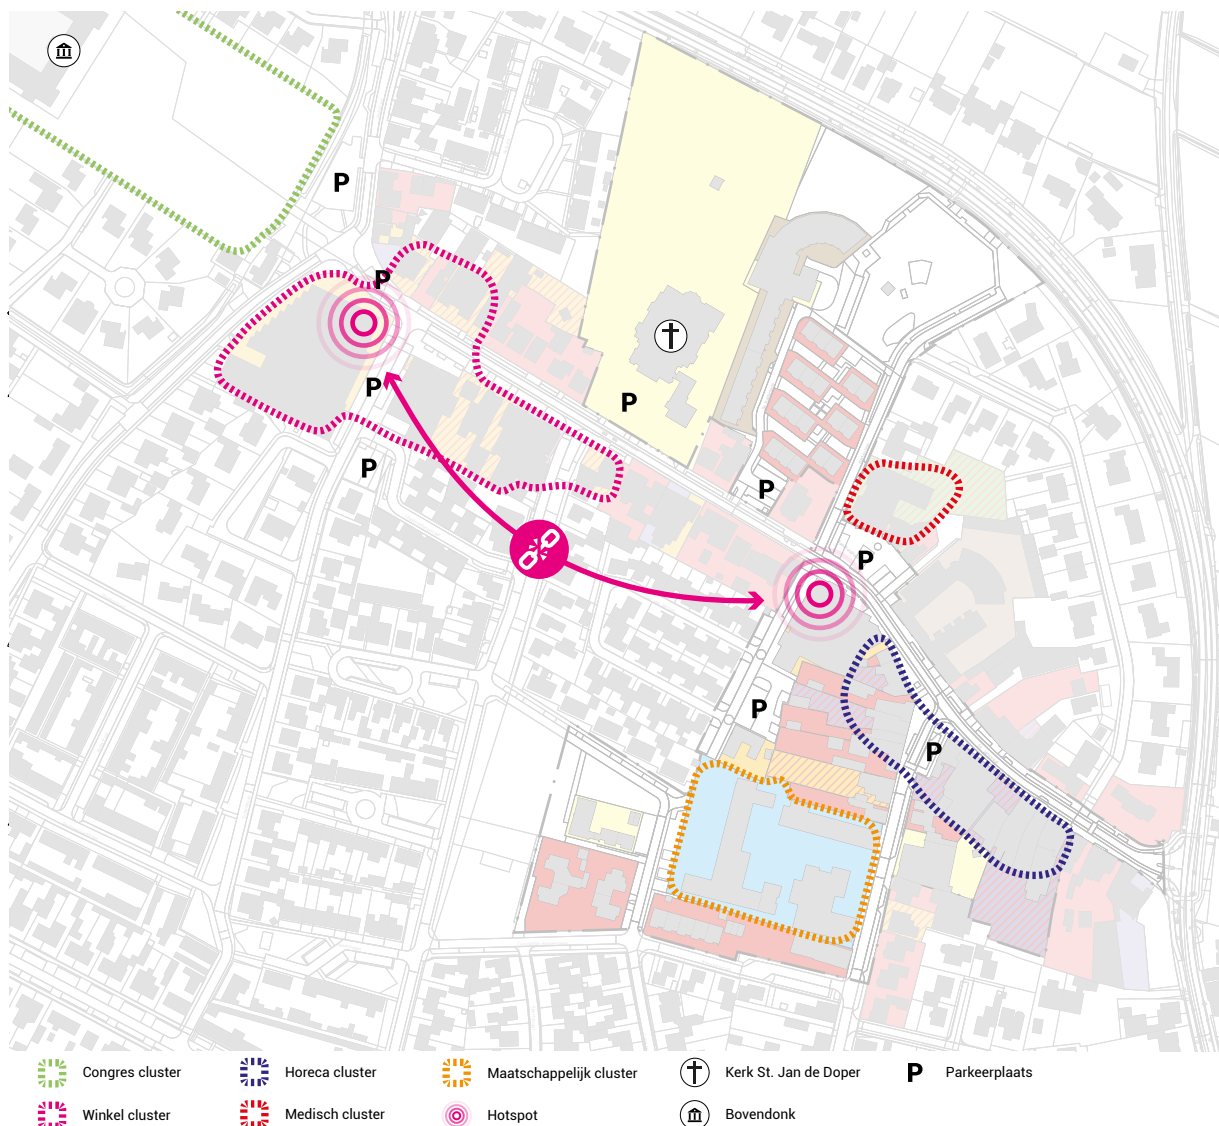 P
P
P
P
P
P
P
P
P
Congres cluster
Horeca cluster
Maatschappelijk cluster
Kerk St. Jan de Doper
P Parkeerplaats
Winkel cluster
Medisch cluster
Hotspot
Bovendonk